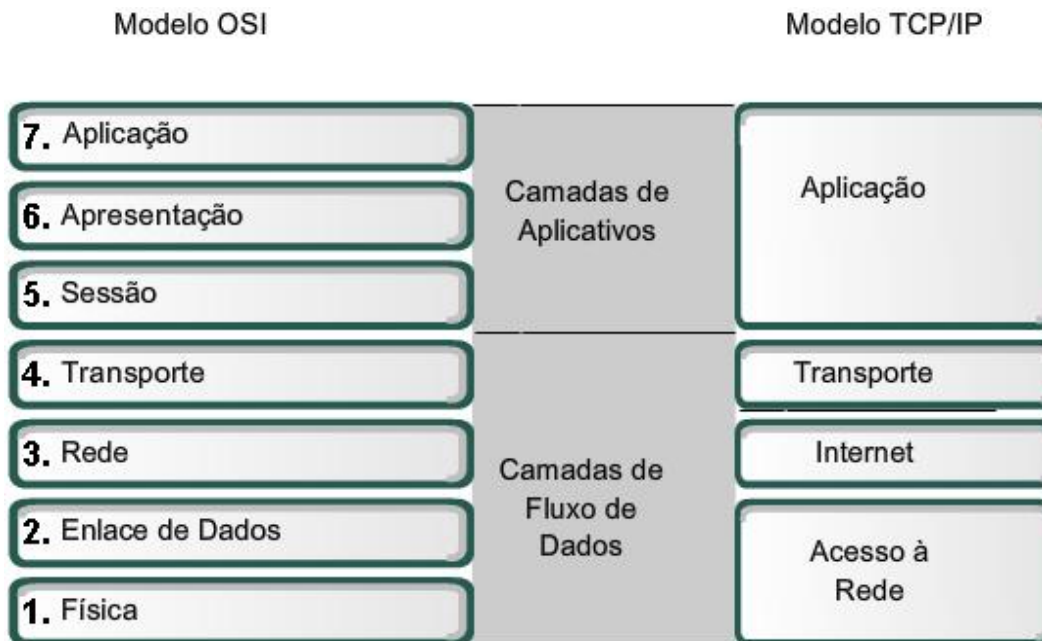 Modelo OSI
Modelo TCP/IP
7. Aplicação
6. Apresentação
5. Sessão
4. Transporte
3. Rede
2. Enlace de Dados
1. Física
Camadas de
Aplicativos
Camadas de
Fluxo de
Dados
Aplicação
Transporte
Internet
Acesso à
Rede